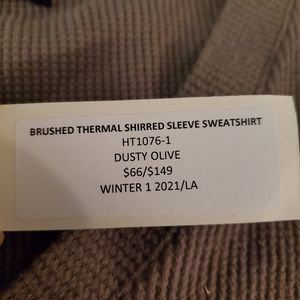 BRUSHED THERMAL SHIRRED SLEEVE SWEATSHIRT
HT1076-1
DUSTY OLIVE
$66/$149
WINTER 1 2021/LA